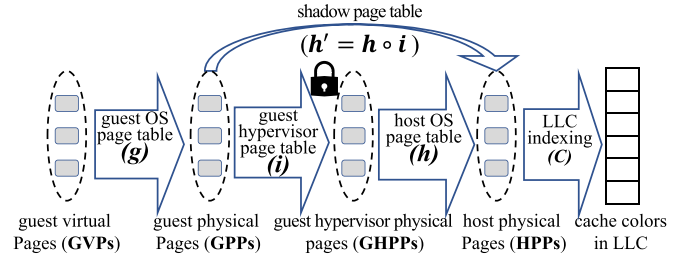 shadow page table
(h' = h ∘ i )
guest OS
page table
(g)
guest
hypervisor
page table
(i)
host OS
page table
(h)
LLC
indexing
(C)
guest virtual
Pages (GVPs)
guest physical
Pages (GPPs)
guest hypervisor physical
pages (GHPPs)
host physical
Pages (HPPs)
cache colors
in LLC